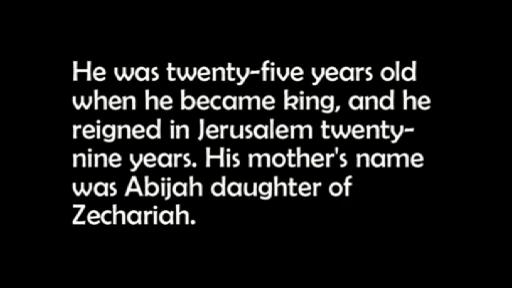 He was twenty-five years old
when he became king, and he
reigned in Jerusalem twenty-
nine years. His mother's name
was Abijah daughter of
Zechariah.